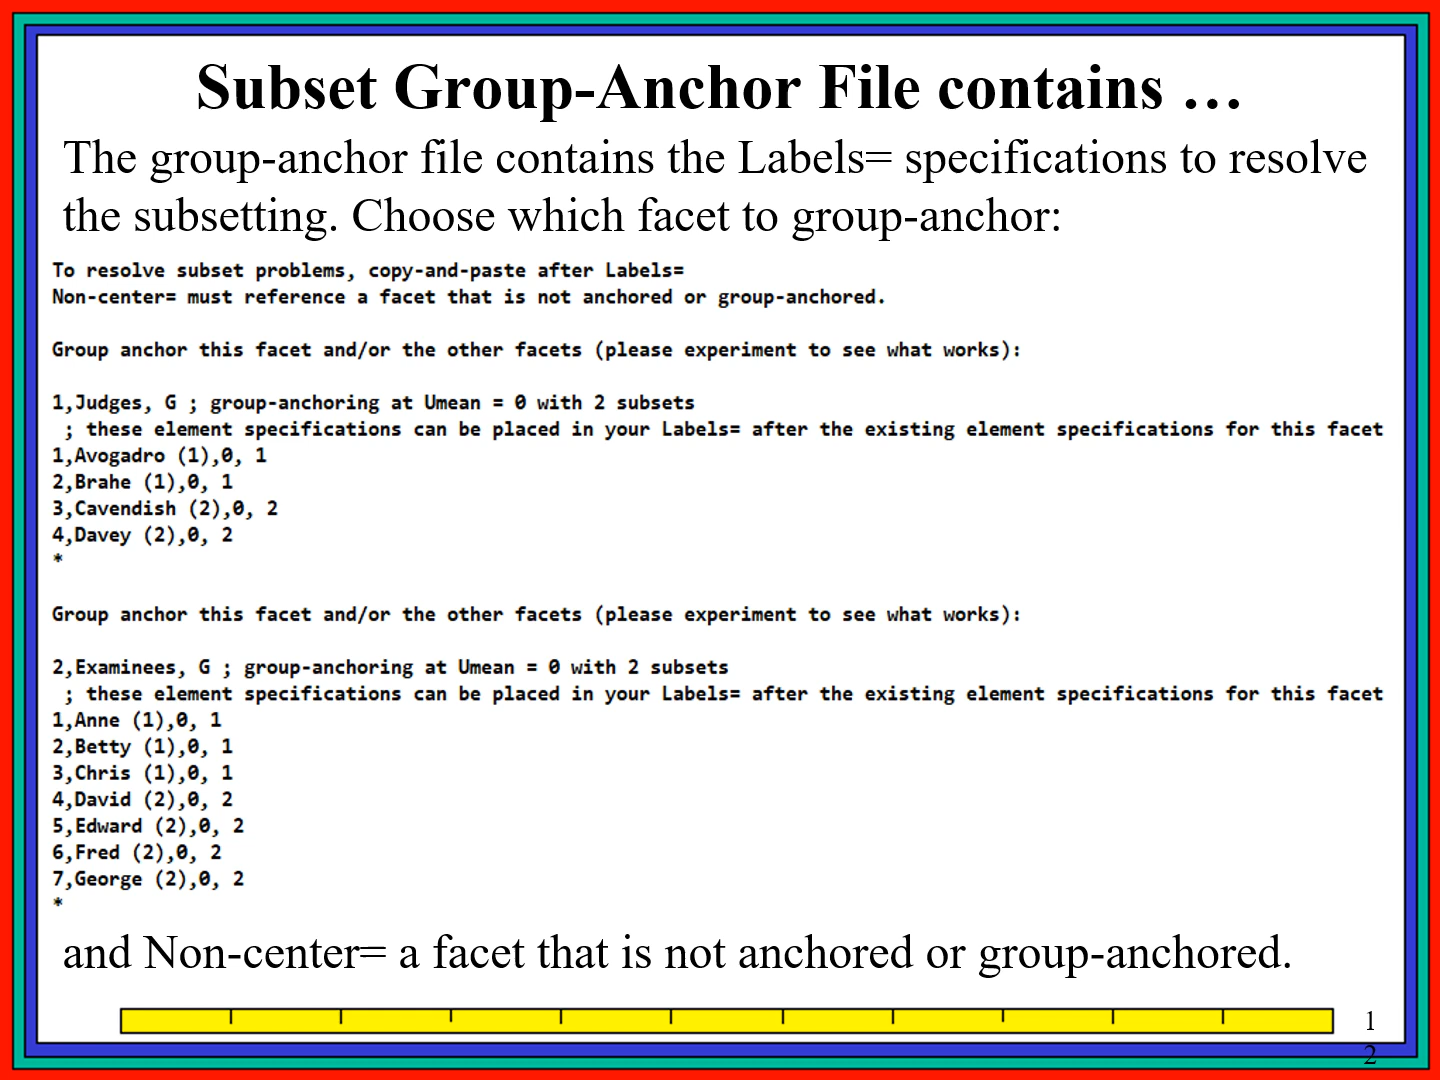 Subset Group-Anchor File contains …
The group-anchor file contains the Labels= specifications to resolve
the subsetting. Choose which facet to group-anchor:
To resolve subset problems, copy-and-paste after Labels=
Non-center= must reference a facet that is not anchored or group-anchored.
Group anchor this facet and/or the other facets (please experiment to see what works):
1,Judges, G ; group-anchoring at Umean = 0 with 2 subsets
; these element specifications can be placed in your Labels= after the existing element specifications for this facet
1,Avogadro (1),0, 1
2,Brahe (1),0, 1
3,Cavendish (2),0, 2
4,Davey (2),0, 2
*
Group anchor this facet and/or the other facets (please experiment to see what works):
2,Examinees, G ; group-anchoring at Umean = 0 with 2 subsets
; these element specifications can be placed in your Labels= after the existing element specifications for this facet
1,Anne (1),0, 1
2,Betty (1),0, 1
3,Chris (1),0, 1
4,David (2),0, 2
5,Edward (2),0, 2
6,Fred (2),0, 2
7,George (2),0, 2
*
and Non-center= a facet that is not anchored or group-anchored.
1
2